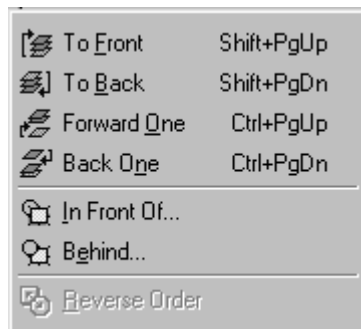 To Front Shift+PgUp
To Back Shift+PgDn
Forward One Ctrl+PgUp
Back One Ctrl+PgDn
In Front Of...
Behind...
Reverse Order